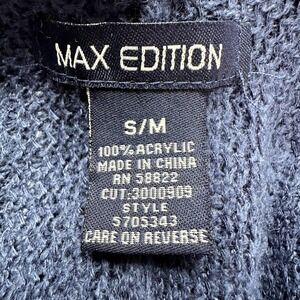 MAX EDITION
S/M
100% ACRYLIC
MADE IN CHINA
RN 58822
CUT:3000909
STYLE
5705343
CARE ON REVERSE